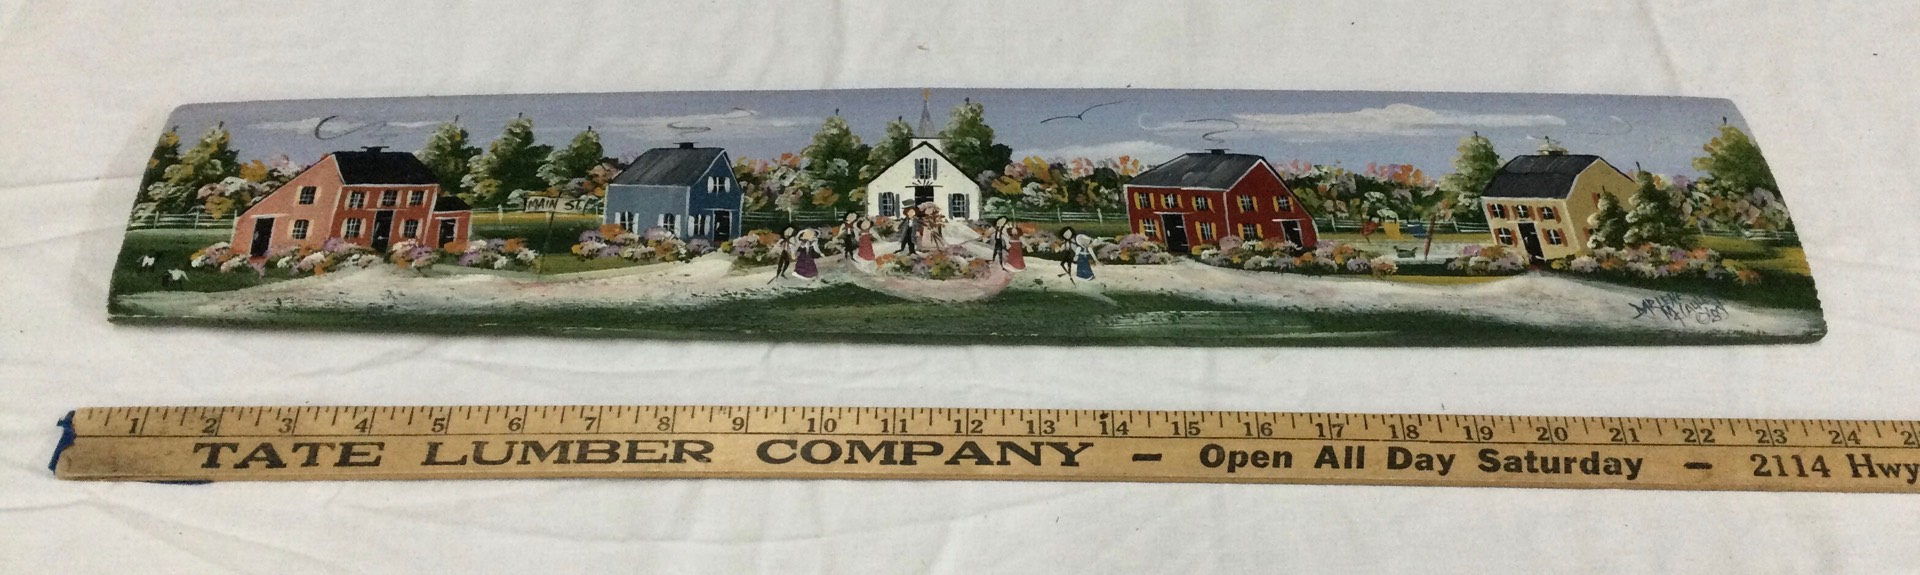 MAIN ST.
DARLENE
©
1 2 3 4 5 6 7 8 9 10 11 12 13 14 15 16 17 18 19 20 21 22 23 24
TATE LUMBER COMPANY – Open All Day Saturday – 2114 Hwy